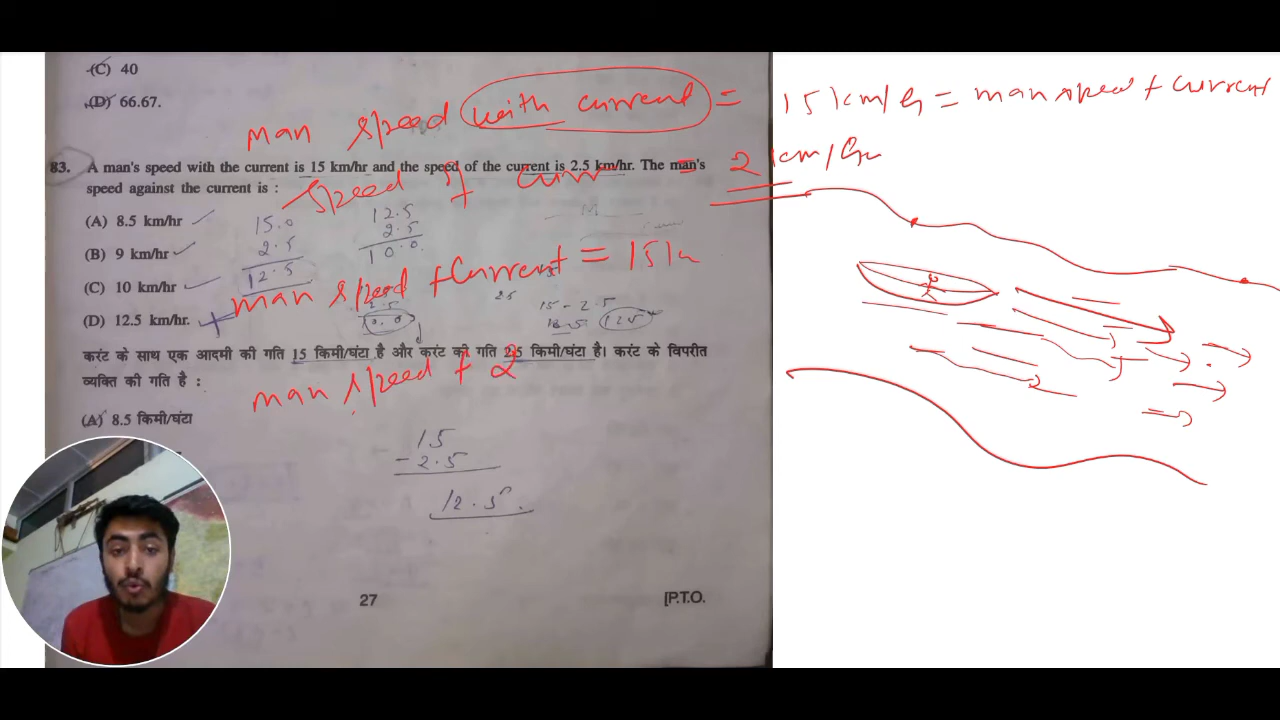 (C) 40
(D) 66.67.
man speed with current = 15 km/h = man speed + current
83. A man's speed with the current is 15 km/hr and the speed of the current is 2.5 km/hr. The man's
speed against the current is :
speed of curr = 2 km/hr
(A) 8.5 km/hr
15.0
2.5
12.5
12.5
2.5
10.0
(B) 9 km/hr
(C) 10 km/hr
man speed + current = 15 k
(D) 12.5 km/hr.
10.0
15 - 2.5
12.5
करंट के साथ एक आदमी की गति 15 किमी/घंटा है और करंट की गति 2.5 किमी/घंटा है। करंट के विपरीत
व्यक्ति की गति है :
man speed + 2
(A) 8.5 किमी/घंटा
15
- 2.5
12.5.
27
[P.T.O.